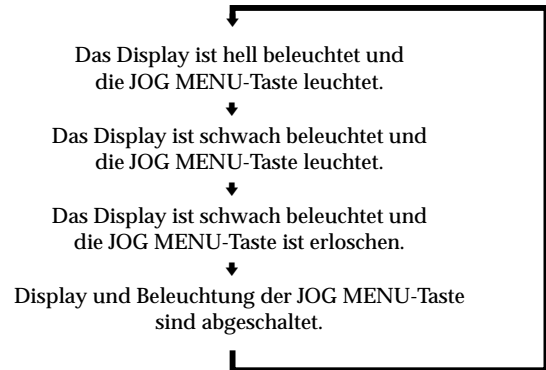 Das Display ist hell beleuchtet und
die JOG MENU-Taste leuchtet.
Das Display ist schwach beleuchtet und
die JOG MENU-Taste leuchtet.
Das Display ist schwach beleuchtet und
die JOG MENU-Taste ist erloschen.
Display und Beleuchtung der JOG MENU-Taste
sind abgeschaltet.